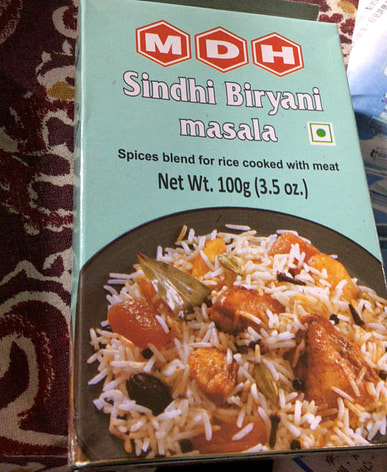 MDH
Sindhi Biryani
masala
Spices blend for rice cooked with meat
Net Wt. 100g (3.5 oz.)